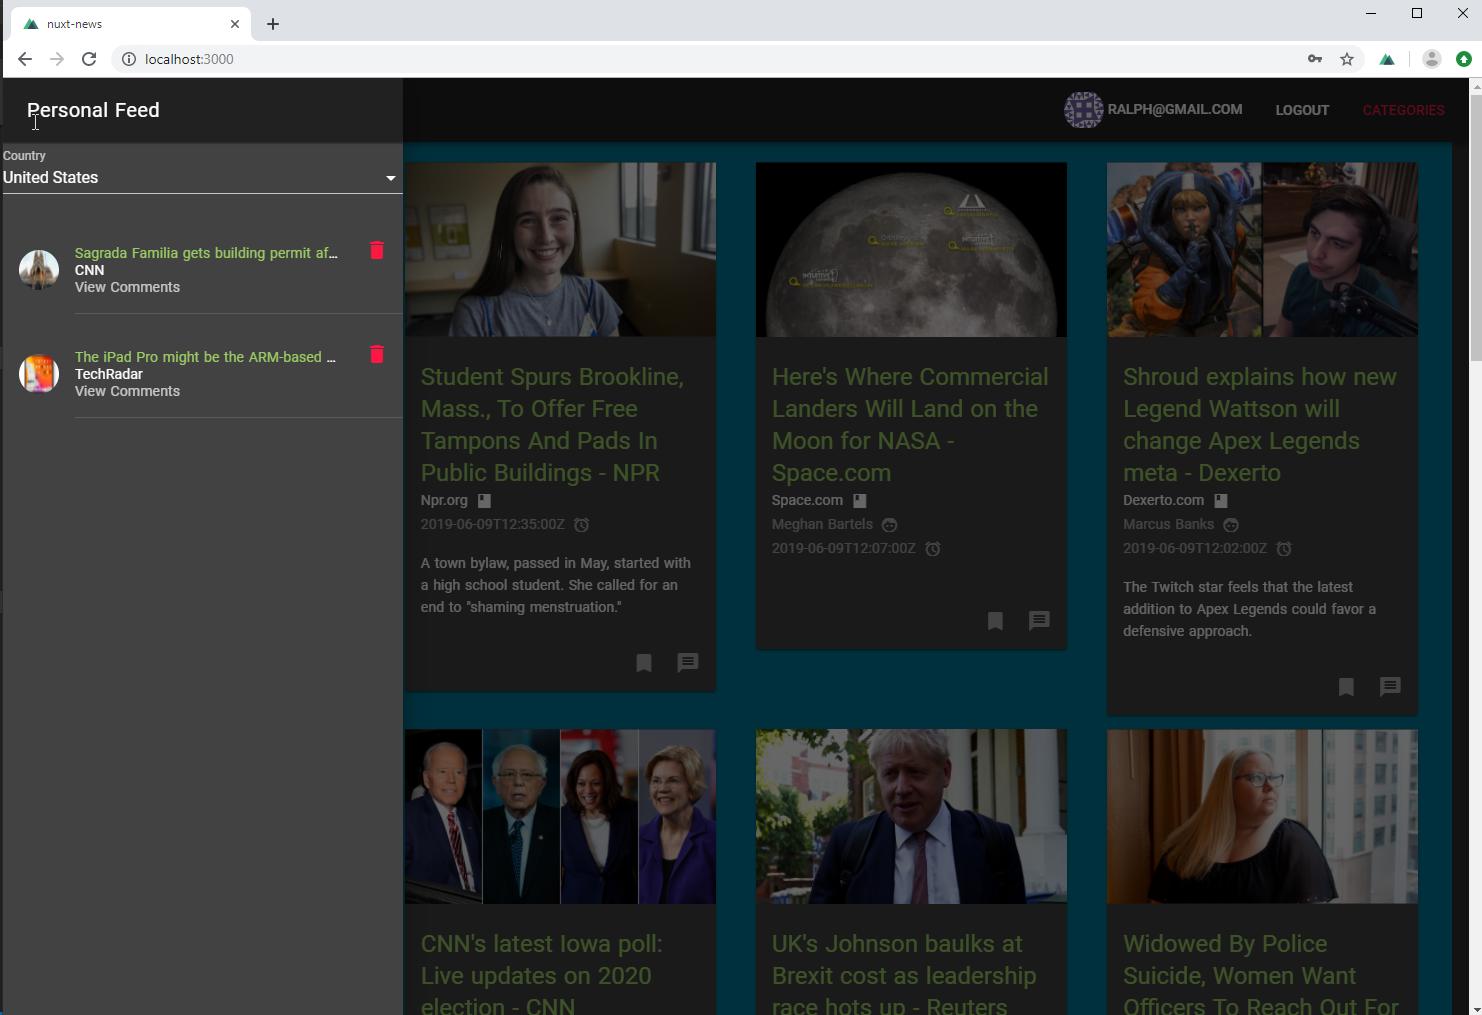 nuxt-news
localhost:3000
Personal Feed
RALPH@GMAIL.COM
LOGOUT
CATEGORIES
Country
United States
Sagrada Familia gets building permit af...
CNN
View Comments
The iPad Pro might be the ARM-based ...
TechRadar
View Comments
Student Spurs Brookline,
Mass., To Offer Free
Tampons And Pads In
Public Buildings - NPR
Npr.org
2019-06-09T12:35:00Z
A town bylaw, passed in May, started with
a high school student. She called for an
end to "shaming menstruation."
Here's Where Commercial
Landers Will Land on the
Moon for NASA -
Space.com
Space.com
Meghan Bartels
2019-06-09T12:07:00Z
Shroud explains how new
Legend Wattson will
change Apex Legends
meta - Dexerto
Dexerto.com
Marcus Banks
2019-06-09T12:02:00Z
The Twitch star feels that the latest
addition to Apex Legends could favor a
defensive approach.
CNN's latest Iowa poll:
Live updates on 2020
election - CNN
UK's Johnson baulks at
Brexit cost as leadership
race hots up - Reuters
Widowed By Police
Suicide, Women Want
Officers To Reach Out For